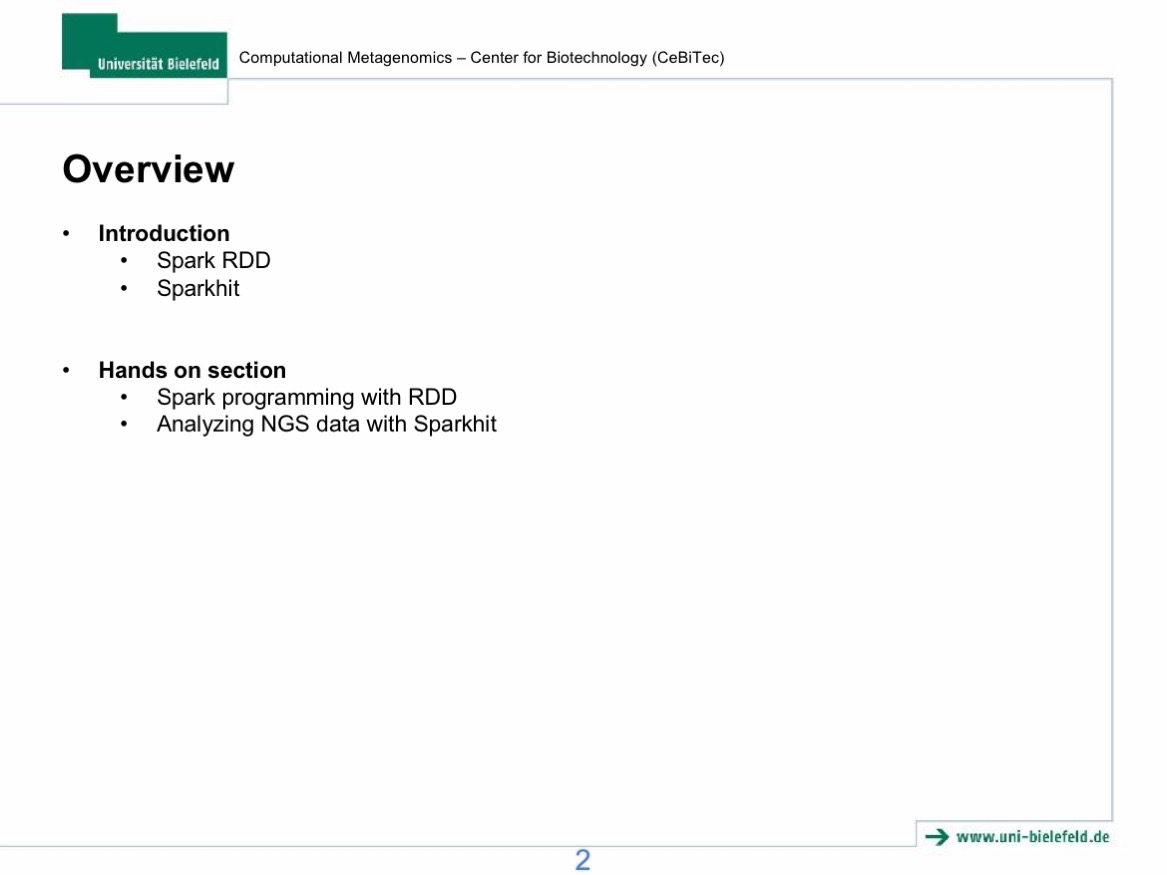 Universität Bielefeld
Computational Metagenomics – Center for Biotechnology (CeBiTec)
Overview
• Introduction
• Spark RDD
• Sparkhit
• Hands on section
• Spark programming with RDD
• Analyzing NGS data with Sparkhit
www.uni-bielefeld.de
2